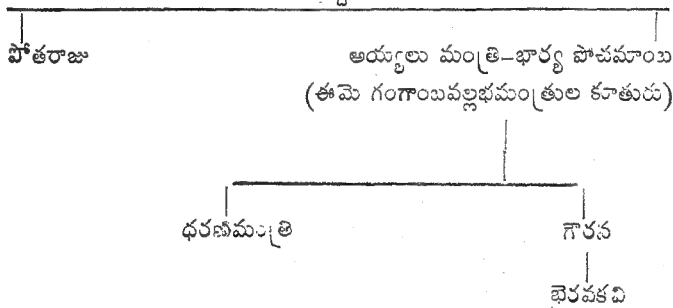 పోతరాజు అయ్యలు మంత్రి–భార్య పోచమాంబ
(ఈమె గంగాంబవల్లభమంత్రుల కూతురు)
ధరణిమంత్రి గౌరన
భైరవకవి